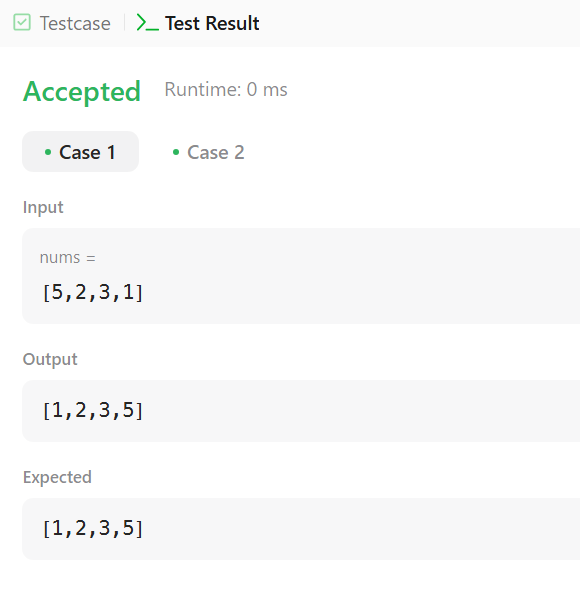 Testcase Test Result
Accepted Runtime: 0 ms
Case 1 Case 2
Input
nums =
[5,2,3,1]
Output
[1,2,3,5]
Expected
[1,2,3,5]